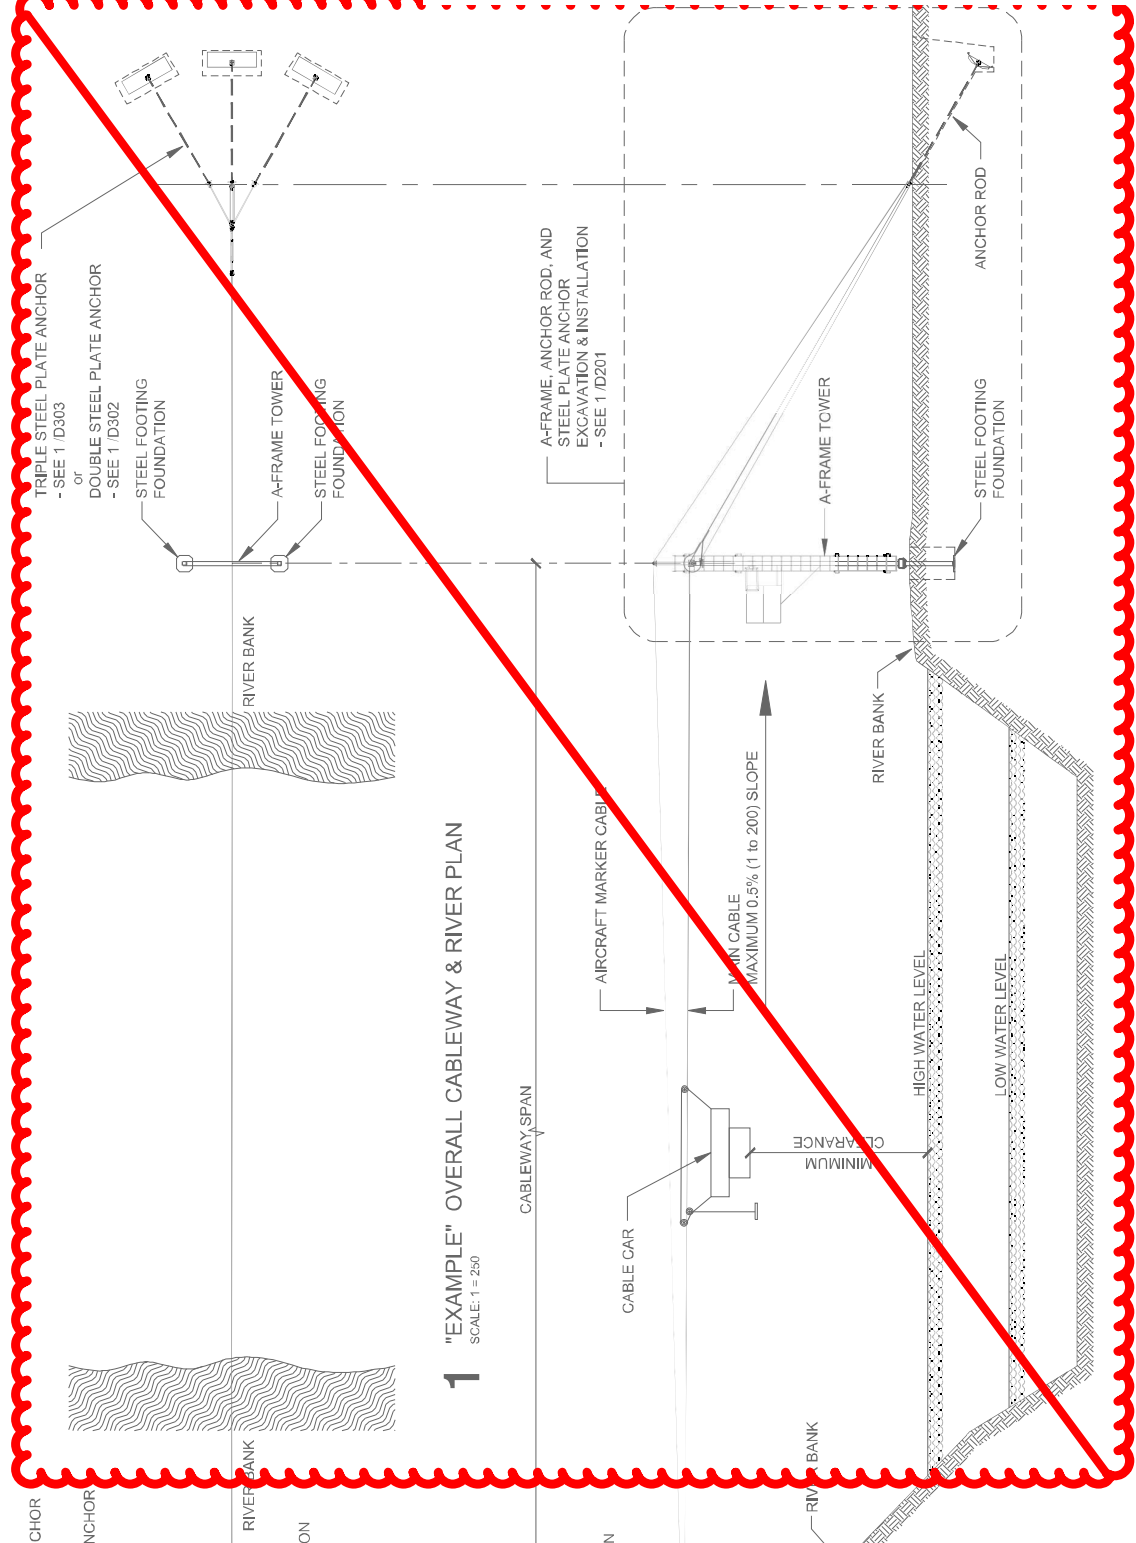 TRIPLE STEEL PLATE ANCHOR
- SEE 1 /D303
or
DOUBLE STEEL PLATE ANCHOR
- SEE 1 /D302
STEEL FOOTING
FOUNDATION
A-FRAME TOWER
STEEL FOOTING
FOUNDATION
RIVER BANK
RIVER BANK
CHOR
NCHOR
ON
1
"EXAMPLE" OVERALL CABLEWAY & RIVER PLAN
SCALE: 1 = 250
CABLEWAY SPAN
A-FRAME, ANCHOR ROD, AND
STEEL PLATE ANCHOR
EXCAVATION & INSTALLATION
- SEE 1 /D201
ANCHOR ROD
A-FRAME TOWER
STEEL FOOTING
FOUNDATION
RIVER BANK
AIRCRAFT MARKER CABLE
MAIN CABLE
MAXIMUM 0.5% (1 to 200) SLOPE
CABLE CAR
MINIMUM
CLEARANCE
HIGH WATER LEVEL
LOW WATER LEVEL
RIVER BANK
N